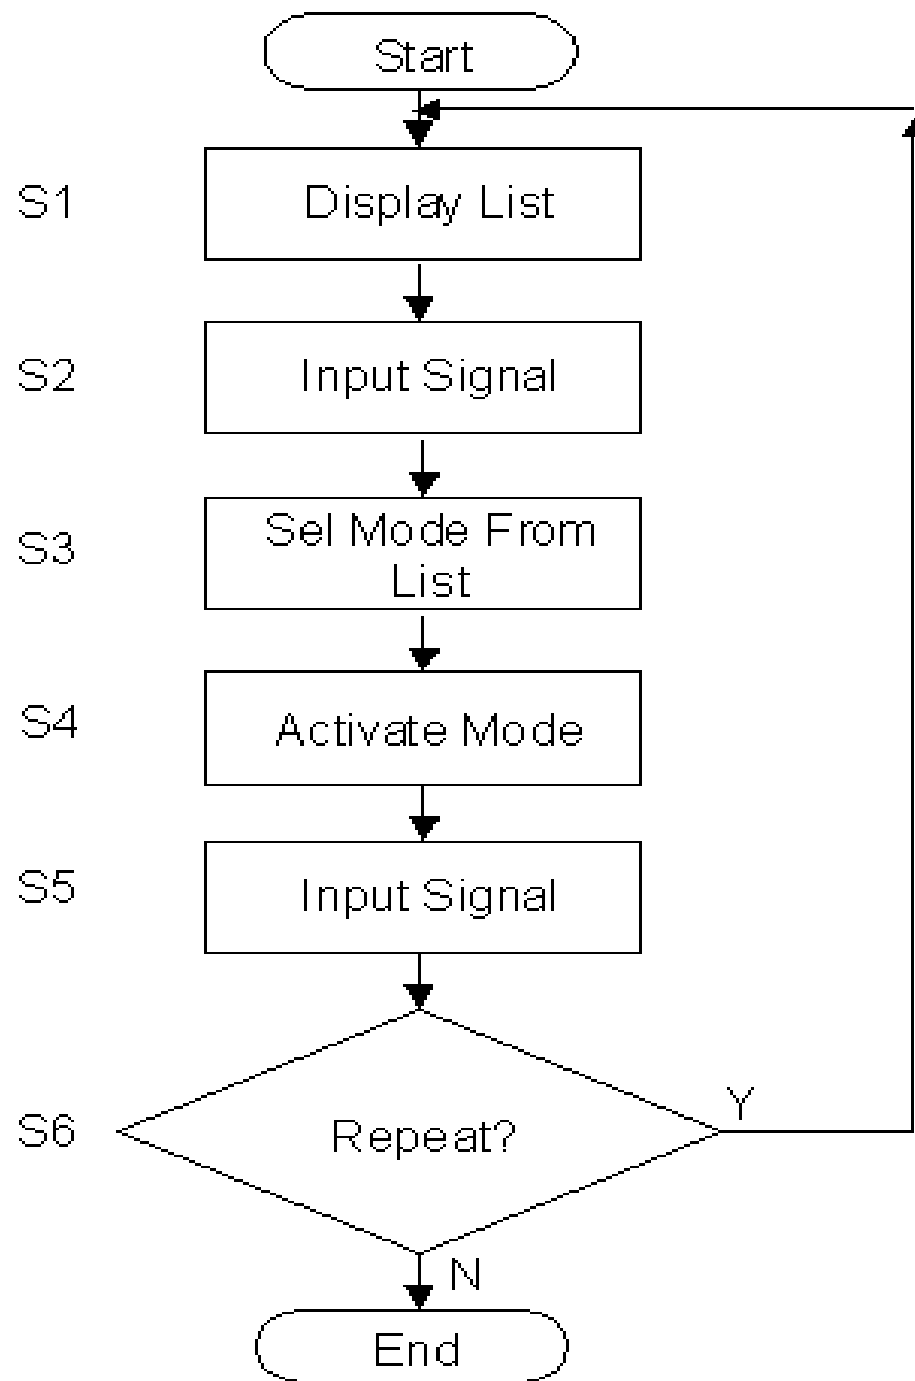 Start
S1
Display List
S2
Input Signal
S3
Sel Mode From
List
S4
Activate Mode
S5
Input Signal
S6
Repeat?
Y
N
End